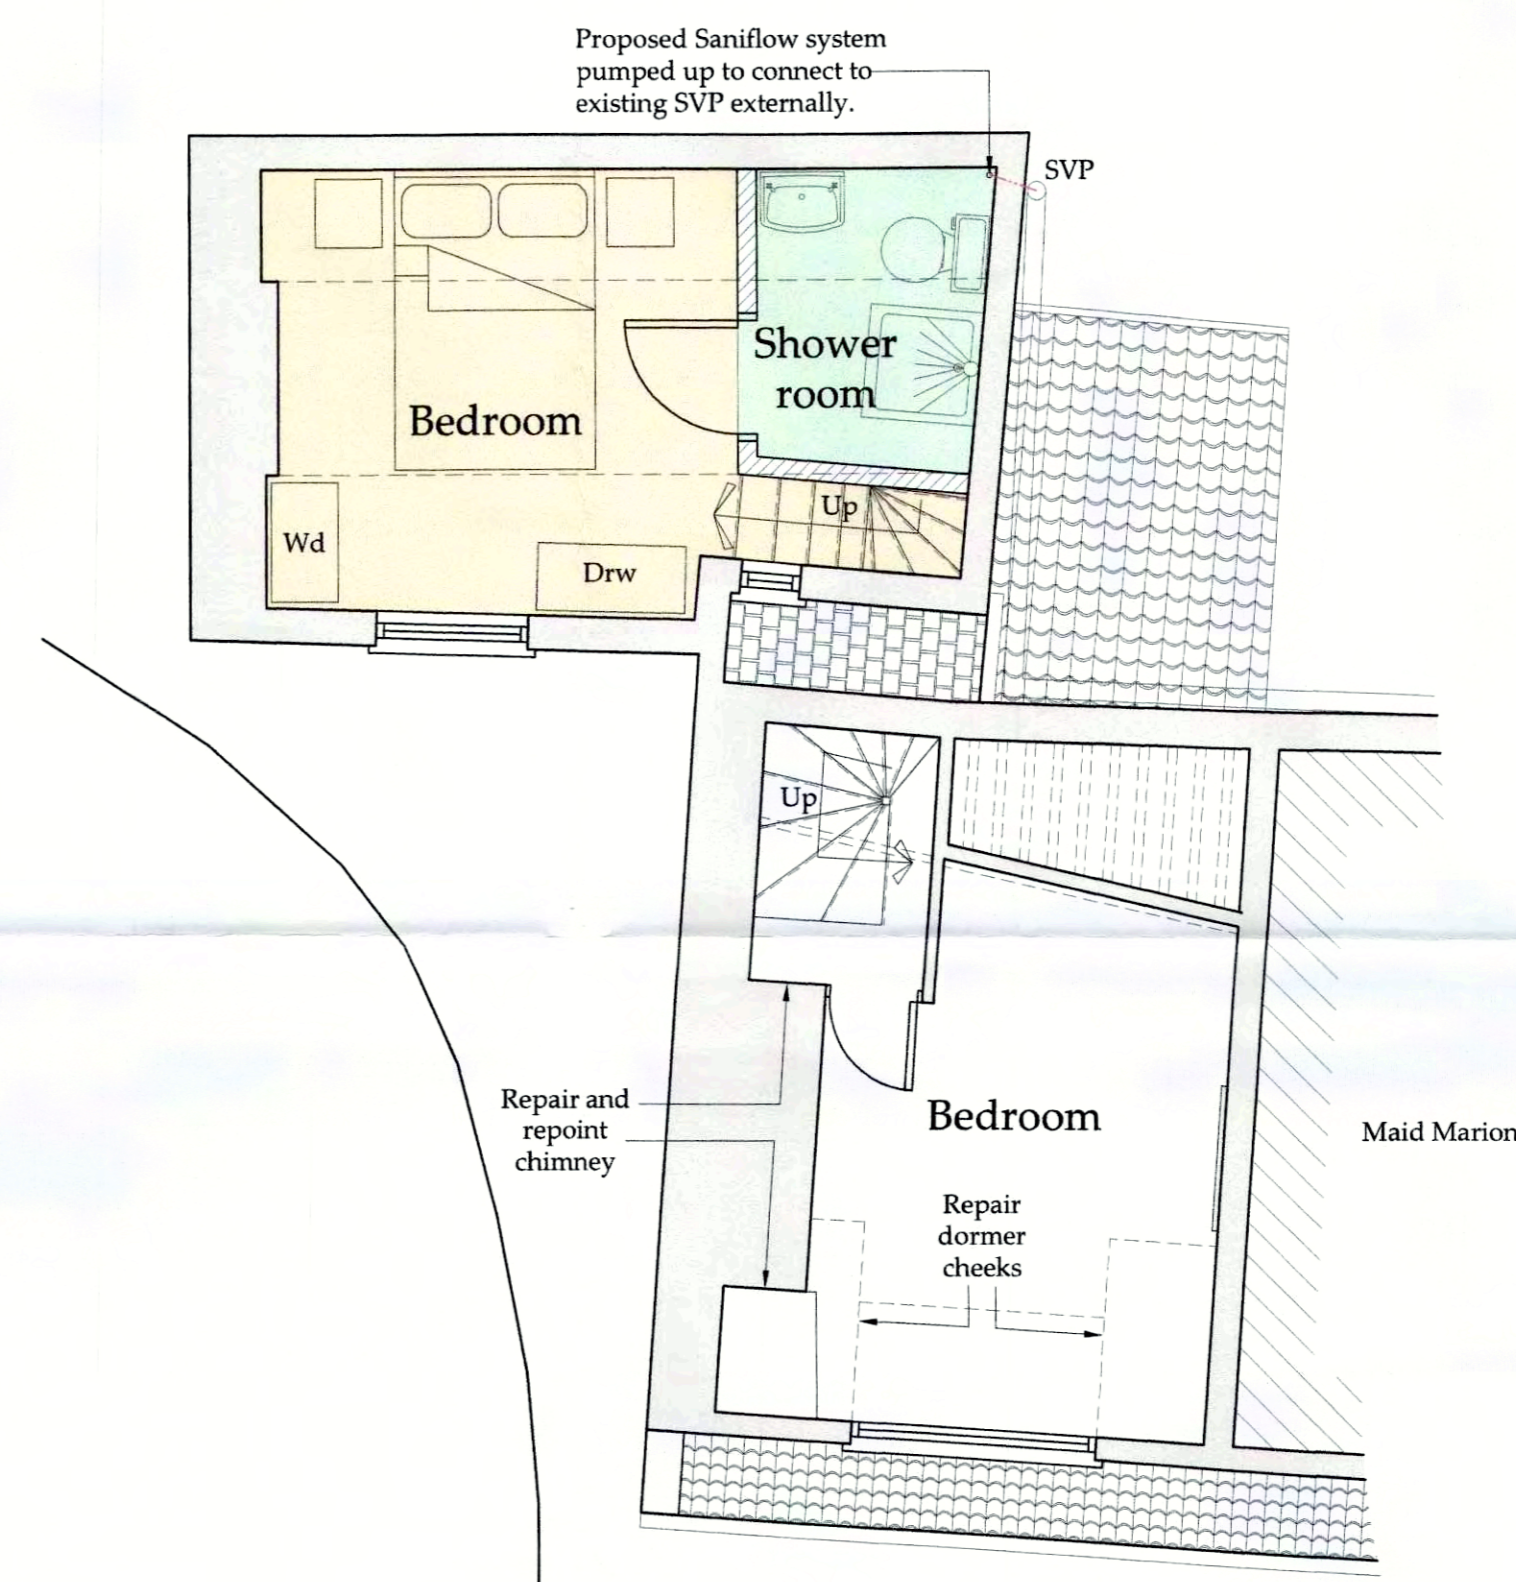 Proposed Saniflow system
pumped up to connect to
existing SVP externally.
SVP
Shower
room
Bedroom
Up
Wd
Drw
Up
Repair and
repoint
chimney
Bedroom
Maid Marion
Repair
dormer
cheeks